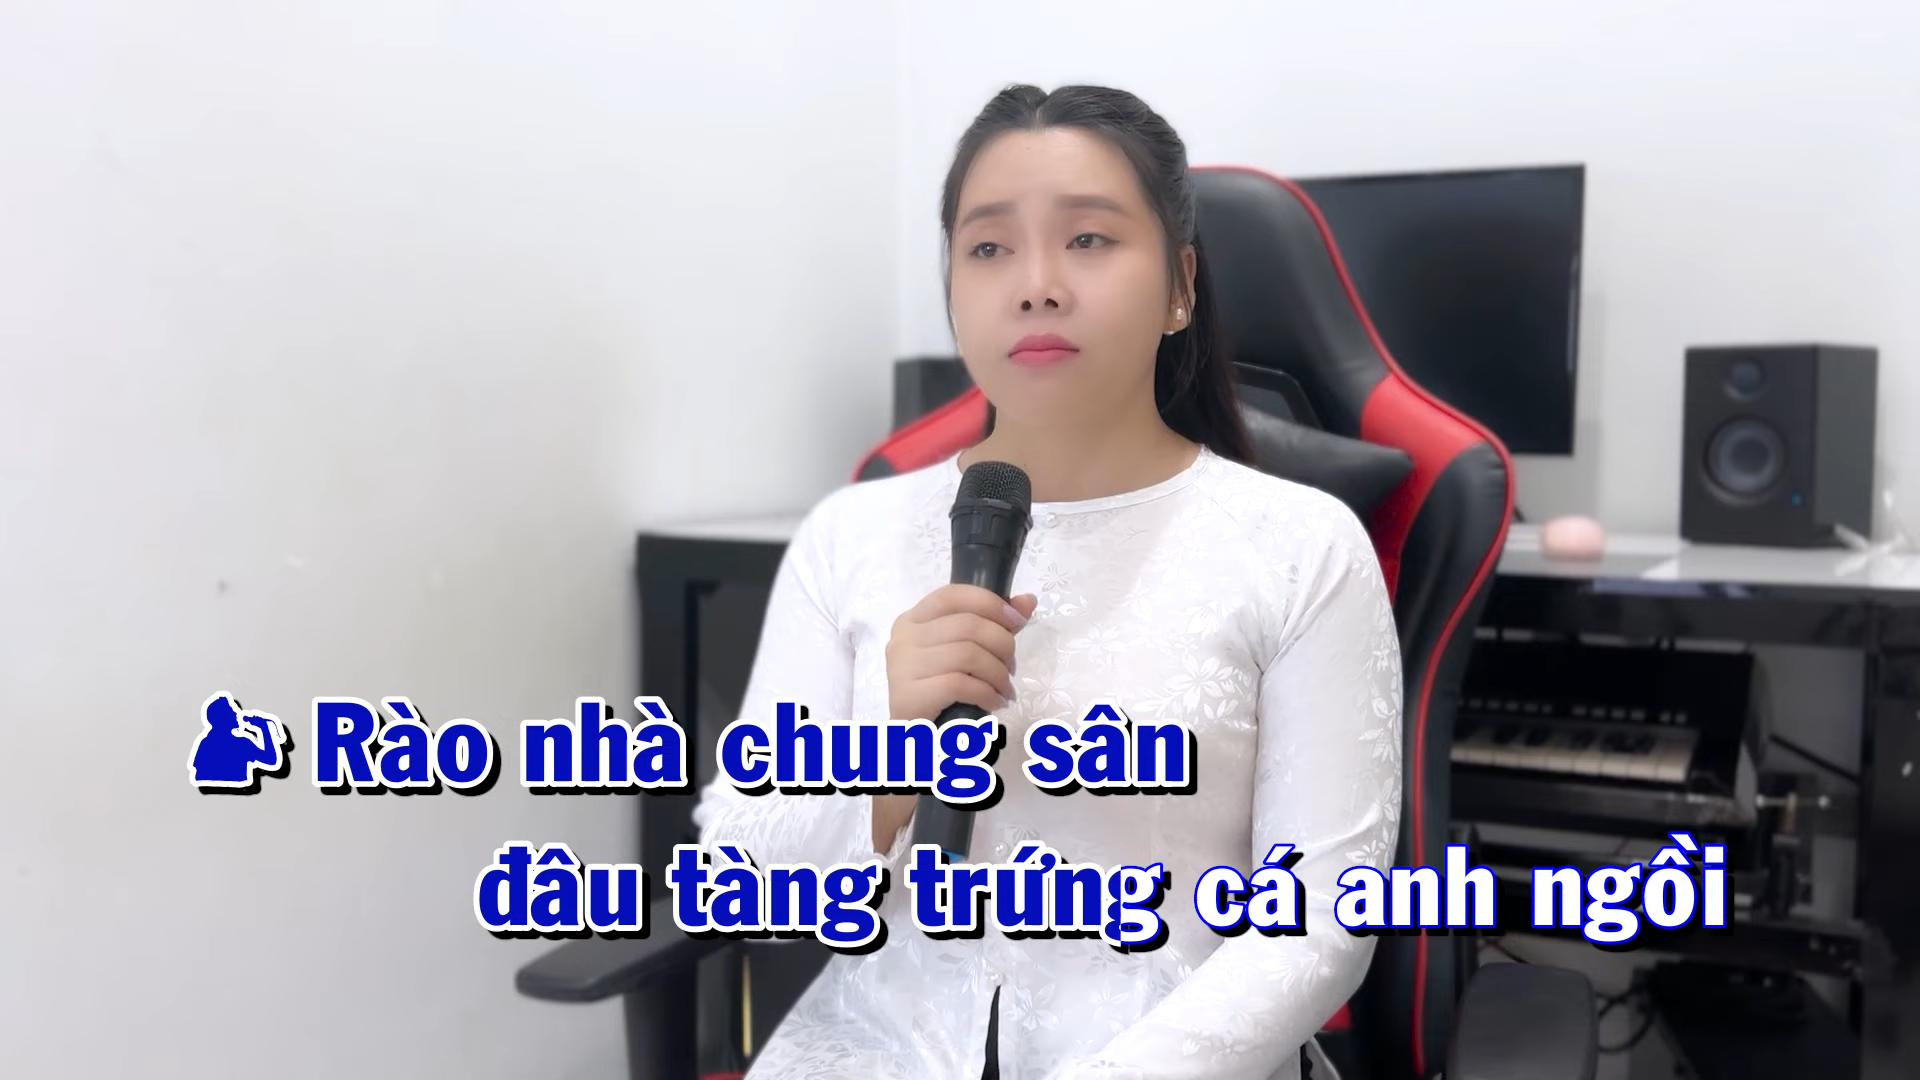 Rào nhà chung sân
đâu tàng trứng cá anh ngồi